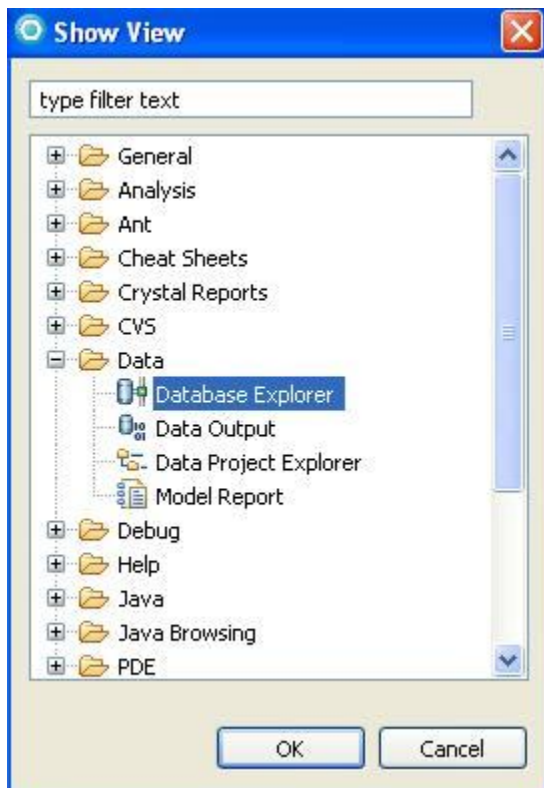 Show View
type filter text
General
Analysis
Ant
Cheat Sheets
Crystal Reports
CVS
Data
Database Explorer
Data Output
Data Project Explorer
Model Report
Debug
Help
Java
Java Browsing
PDE
OK Cancel